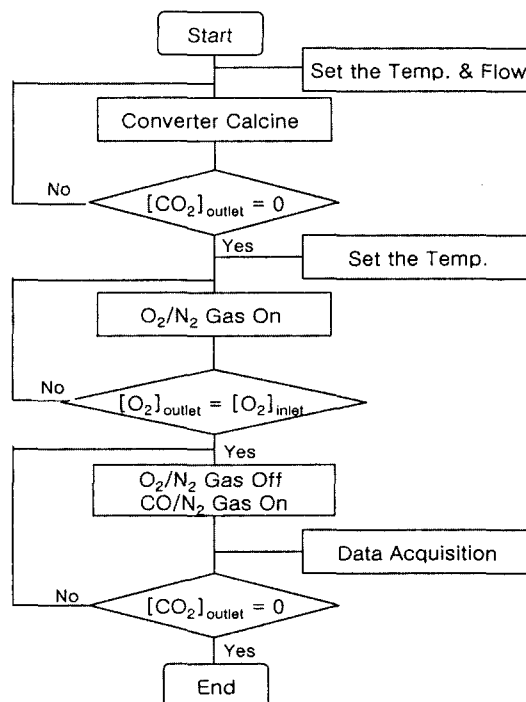 Start
Set the Temp. & Flow
Converter Calcine
No
[CO₂]outlet = 0
Yes
Set the Temp.
O₂/N₂ Gas On
No
[O₂]outlet = [O₂]inlet
Yes
O₂/N₂ Gas Off
CO/N₂ Gas On
Data Acquisition
No
[CO₂]outlet = 0
Yes
End